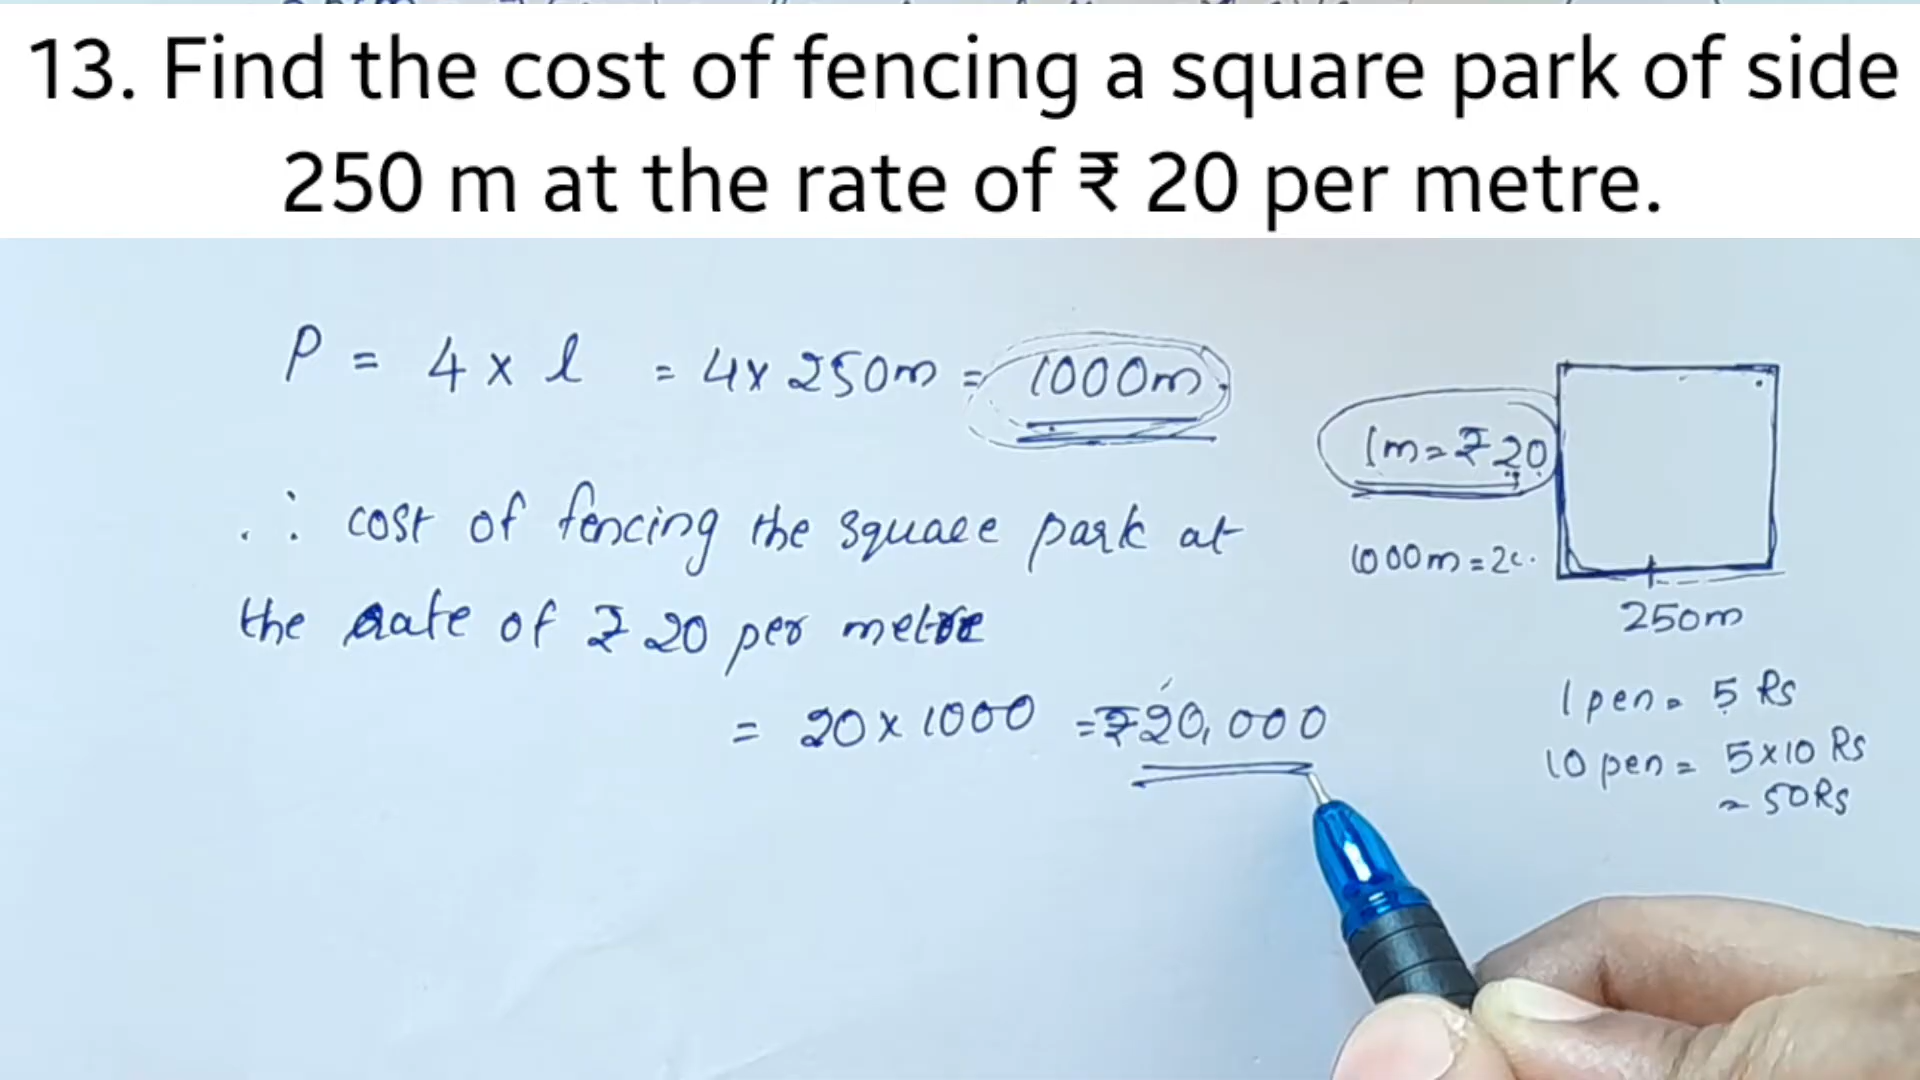 13. Find the cost of fencing a square park of side
250 m at the rate of ₹ 20 per metre.
P = 4 x l = 4x 250m = 1000m.
1m = ₹20
∴ cost of fencing the square park at
1000m = 20.
the rate of ₹ 20 per metre
250m
= 20 x 1000 = ₹20,000
1 pen = 5 Rs
10 pen = 5x10 Rs
= 50Rs